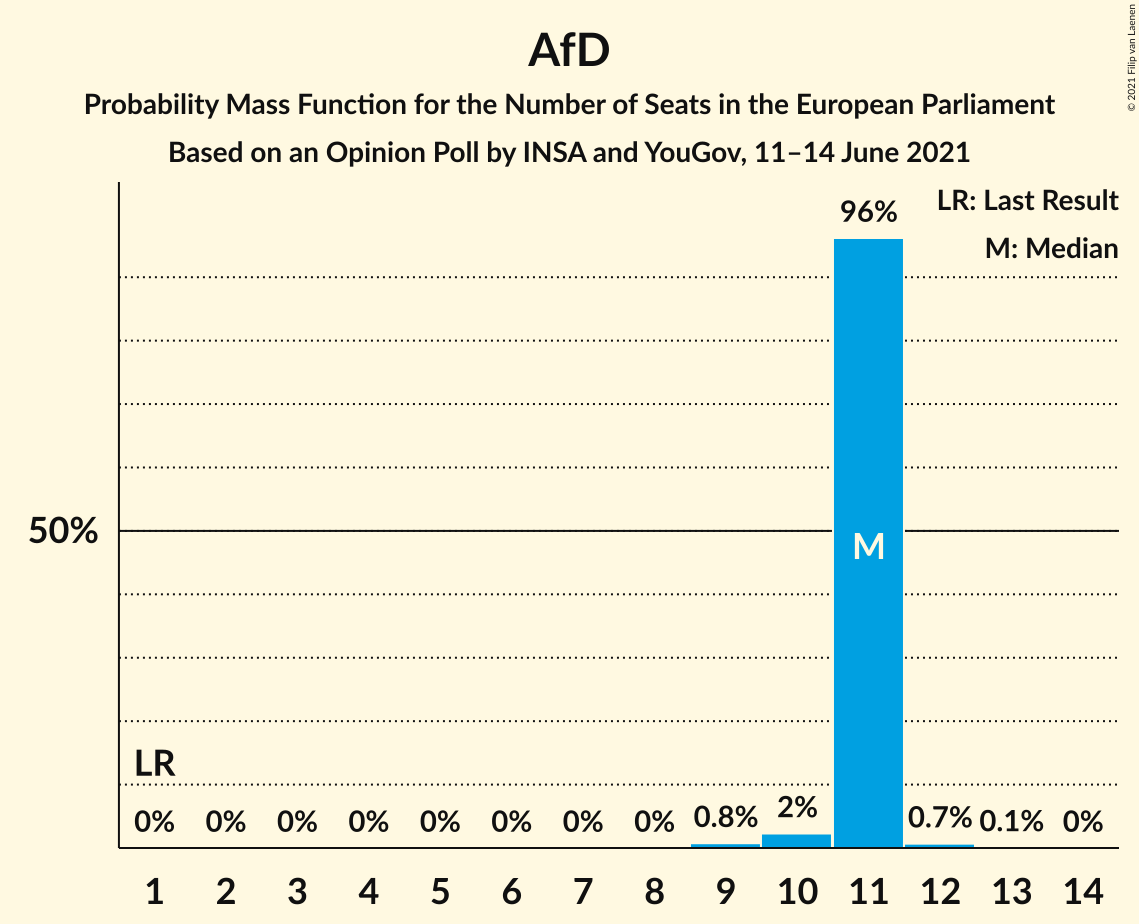 AfD
Probability Mass Function for the Number of Seats in the European Parliament
Based on an Opinion Poll by INSA and YouGov, 11–14 June 2021
© 2021 Filip van Laenen
LR: Last Result
M: Median
96%
50%
M
LR
0% 0% 0% 0% 0% 0% 0% 0% 0.8% 2% 0.7% 0.1% 0%
1 2 3 4 5 6 7 8 9 10 11 12 13 14